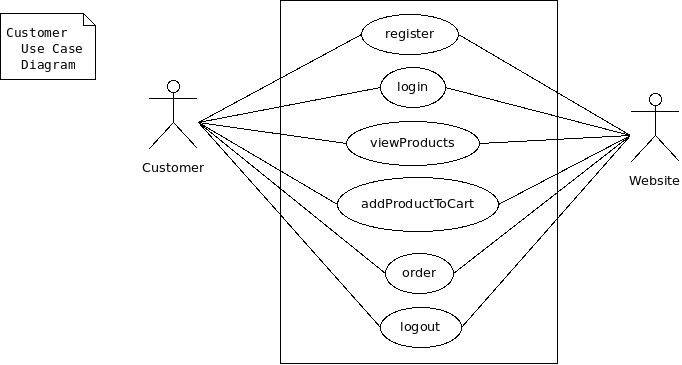 Customer
Use Case
Diagram
register
login
viewProducts
addProductToCart
order
logout
Customer
Website